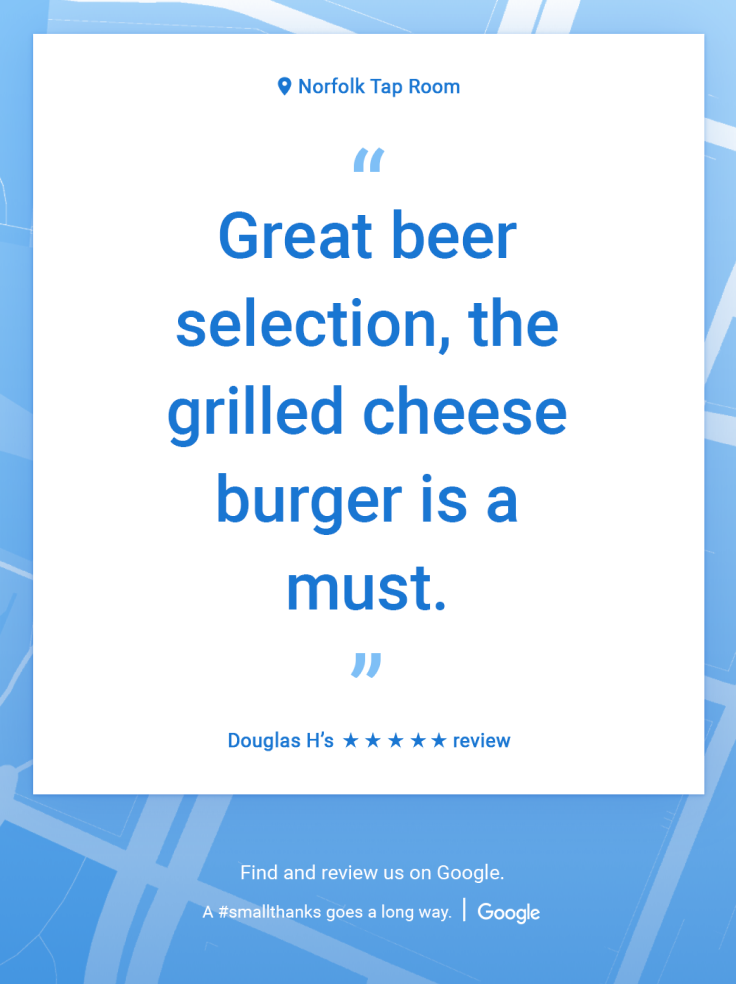 Norfolk Tap Room
“
Great beer
selection, the
grilled cheese
burger is a
must.
”
Douglas H’s ★ ★ ★ ★ ★ review
Find and review us on Google.
A #smallthanks goes a long way. | Google